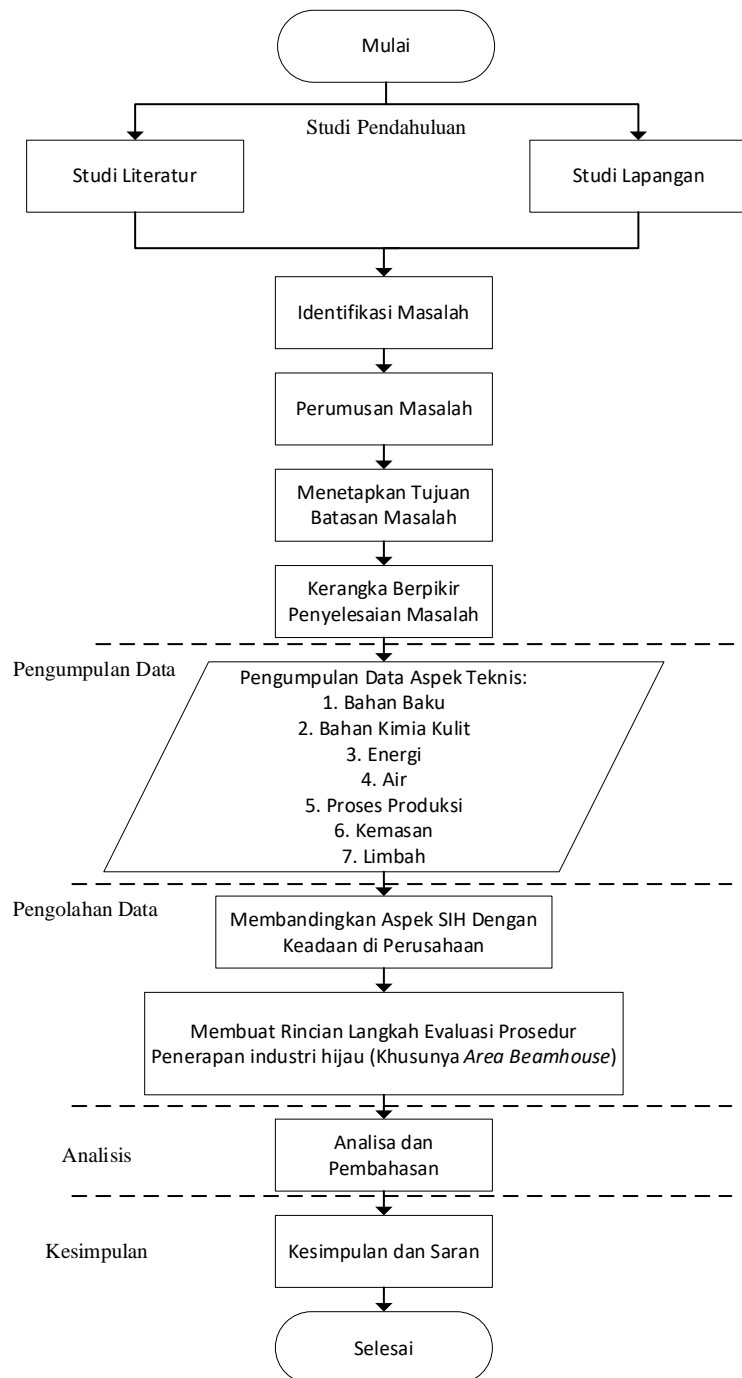 Mulai
Studi Pendahuluan
Studi Literatur
Studi Lapangan
Identifikasi Masalah
Perumusan Masalah
Menetapkan Tujuan
Batasan Masalah
Kerangka Berpikir
Penyelesaian Masalah
Pengumpulan Data
Pengumpulan Data Aspek Teknis:
1. Bahan Baku
2. Bahan Kimia Kulit
3. Energi
4. Air
5. Proses Produksi
6. Kemasan
7. Limbah
Pengolahan Data
Membandingkan Aspek SIH Dengan
Keadaan di Perusahaan
Membuat Rincian Langkah Evaluasi Prosedur
Penerapan industri hijau (Khusunya Area Beamhouse)
Analisis
Analisa dan
Pembahasan
Kesimpulan
Kesimpulan dan Saran
Selesai